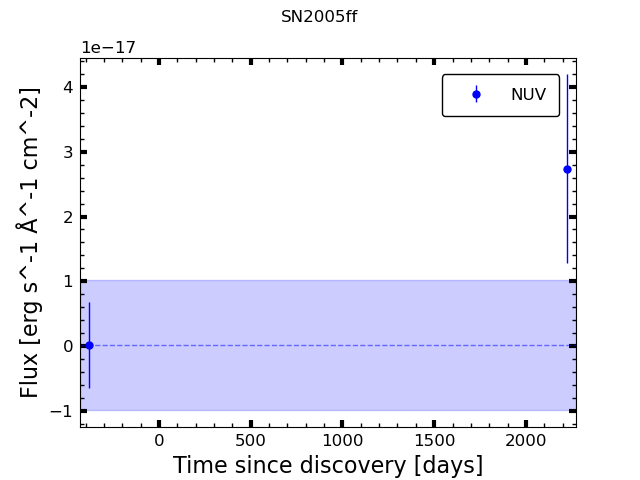 SN2005ff
1e−17
NUV
4
3
2
1
0
−1
Flux [erg s^-1 Å^-1 cm^-2]
0 500 1000 1500 2000
Time since discovery [days]